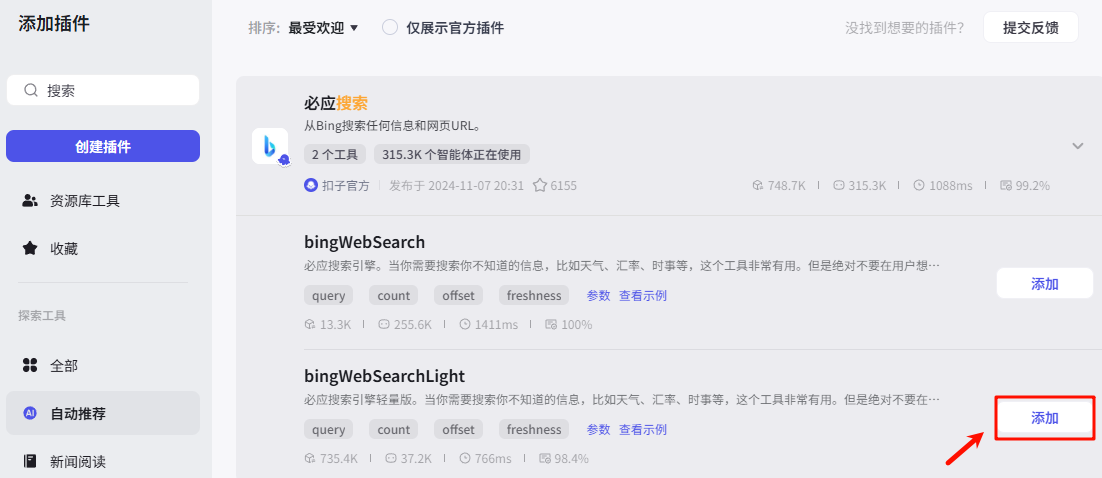 添加插件
搜索
创建插件
资源库工具
收藏
探索工具
全部
AI 自动推荐
新闻阅读
排序: 最受欢迎 仅展示官方插件 没找到想要的插件? 提交反馈
必应搜索
从Bing搜索任何信息和网页URL。
2 个工具 315.3K 个智能体正在使用
扣子官方 发布于 2024-11-07 20:31 6155 748.7K 315.3K 1088ms 99.2%
bingWebSearch
必应搜索引擎。当你需要搜索你不知道的信息，比如天气、汇率、时事等，这个工具非常有用。但是绝对不要在用户想…
query count offset freshness 参数 查看示例
添加
13.3K 255.6K 1411ms 100%
bingWebSearchLight
必应搜索引擎轻量版。当你需要搜索你不知道的信息，比如天气、汇率、时事等，这个工具非常有用。但是绝对不要在…
query count offset freshness 参数 查看示例
添加
735.4K 37.2K 766ms 98.4%